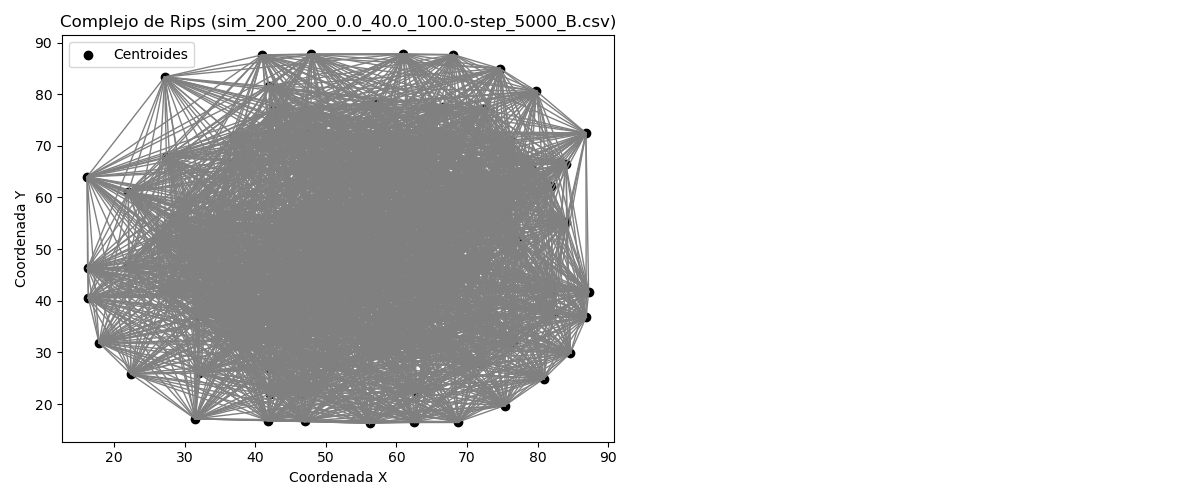 Complejo de Rips (sim_200_200_0.0_40.0_100.0-step_5000_B.csv)
Centroides
90
80
70
60
50
40
30
20
Coordenada Y
20 30 40 50 60 70 80 90
Coordenada X